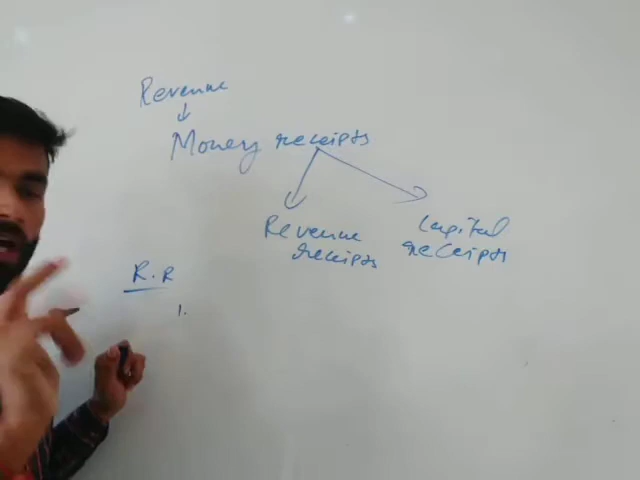 Revenue
↓
Money receipts
Revenue receipts
Capital receipts
R.R
1.